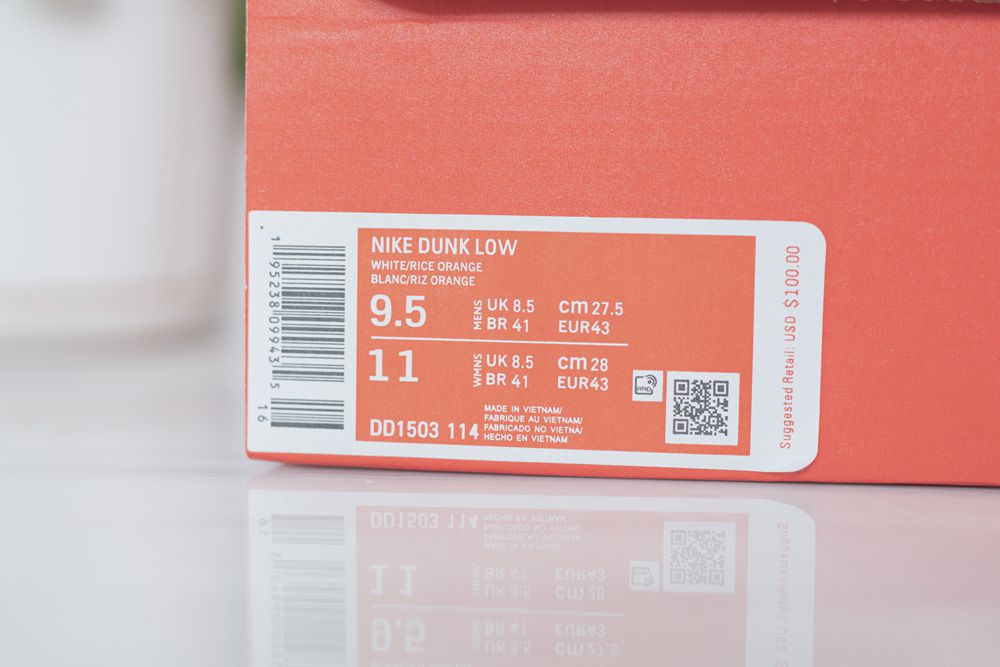 NIKE DUNK LOW
WHITE/RICE ORANGE
BLANC/RIZ ORANGE
9.5 MENS UK 8.5 cm 27.5
BR 41 EUR43
11 WMNS UK 8.5 cm 28
BR 41 EUR43
MADE IN VIETNAM/
FABRIQUE AU VIETNAM/
FABRICADO NO VIETNÃ/
HECHO EN VIETNAM
DD1503 114
RFID
1 95238 09943 5
16
Suggested Retail: USD $100.00